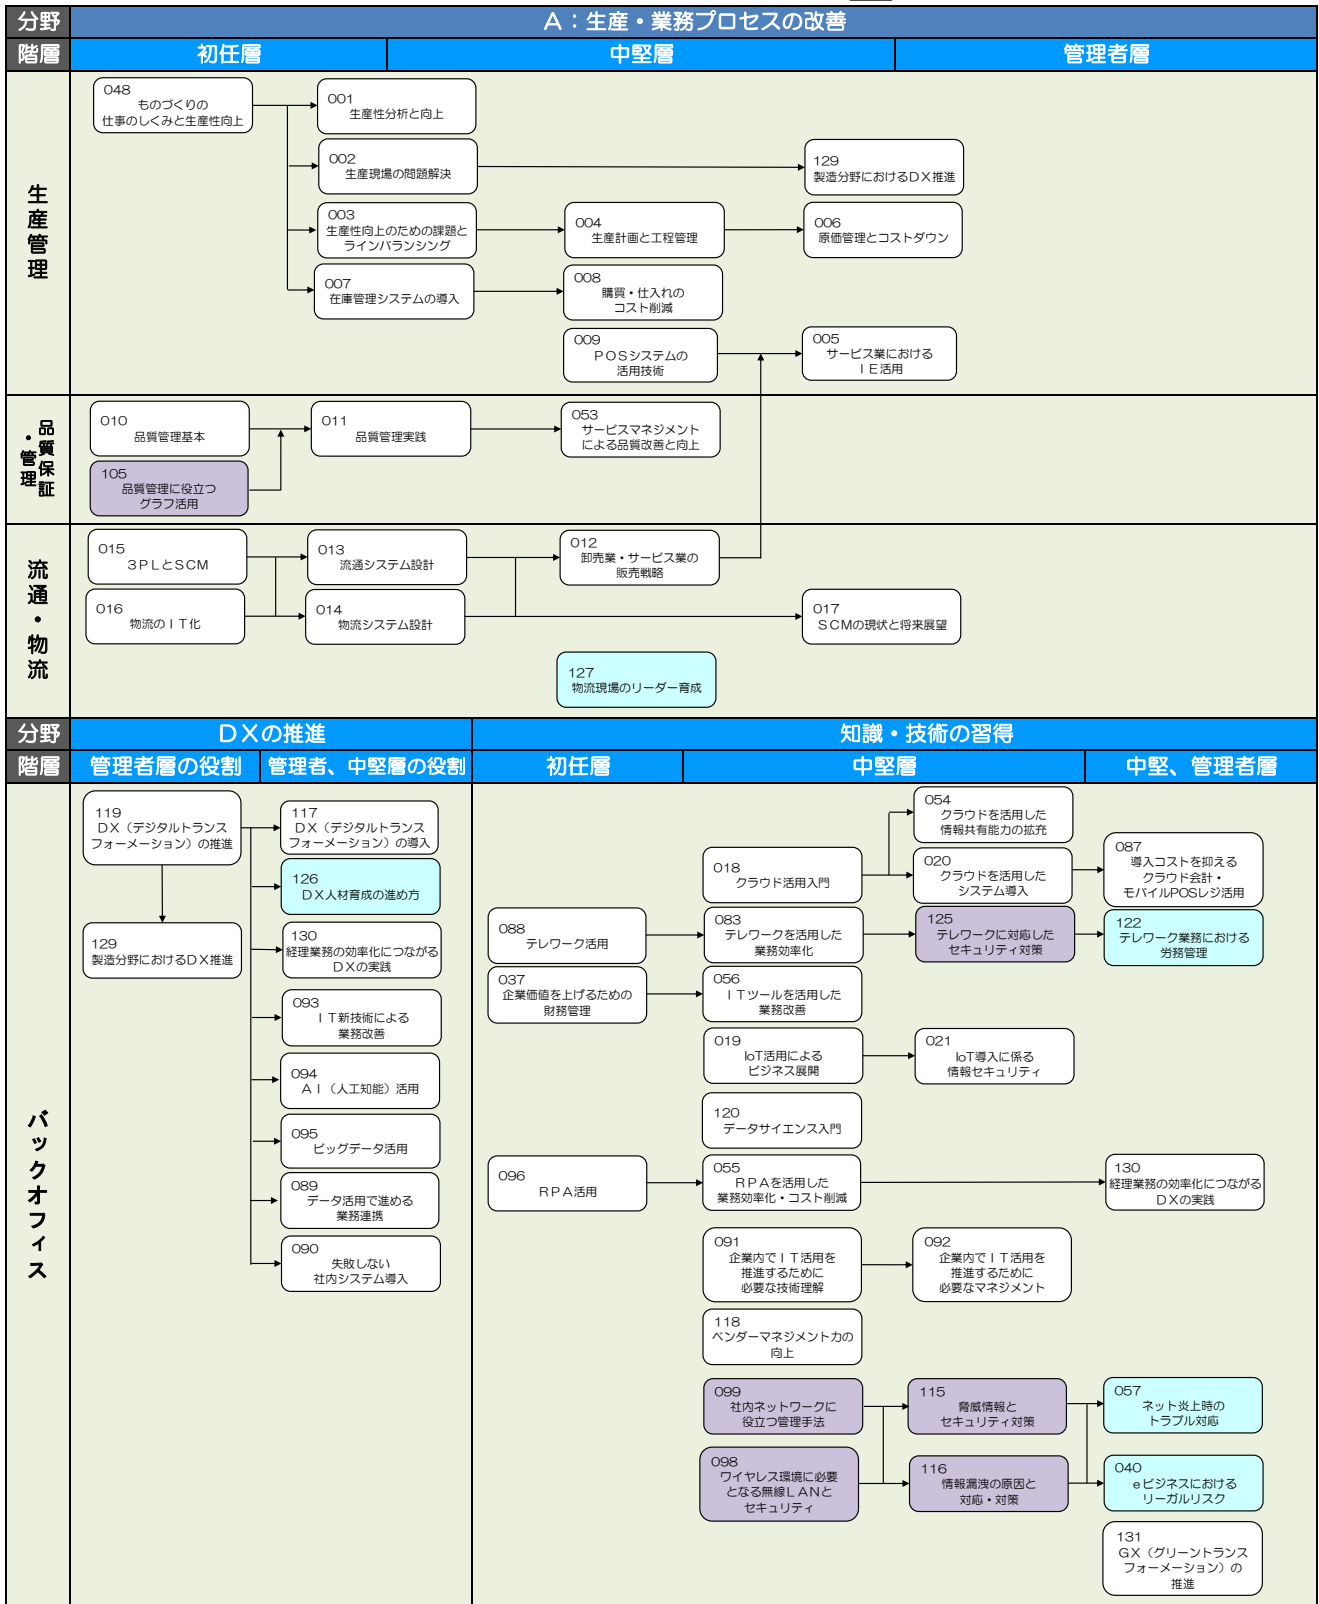 分野
A：生産・業務プロセスの改善
階層
初任層
中堅層
管理者層
生産管理
048
ものづくりの
仕事のしくみと生産性向上
001
生産性分析と向上
002
生産現場の問題解決
129
製造分野におけるＤＸ推進
003
生産性向上のための課題と
ラインバランシング
004
生産計画と工程管理
006
原価管理とコストダウン
007
在庫管理システムの導入
008
購買・仕入れの
コスト削減
009
ＰＯＳシステムの
活用技術
005
サービス業における
ＩＥ活用
品質保証
・管理
010
品質管理基本
011
品質管理実践
053
サービスマネジメント
による品質改善と向上
105
品質管理に役立つ
グラフ活用
流通・物流
015
３ＰＬとＳＣＭ
013
流通システム設計
012
卸売業・サービス業の
販売戦略
016
物流のＩＴ化
014
物流システム設計
017
ＳＣＭの現状と将来展望
127
物流現場のリーダー育成
分野
ＤＸの推進
知識・技術の習得
階層
管理者層の役割
管理者、中堅層の役割
初任層
中堅層
中堅、管理者層
バックオフィス
119
ＤＸ（デジタルトランス
フォーメーション）の推進
129
製造分野におけるＤＸ推進
117
ＤＸ（デジタルトランス
フォーメーション）の導入
126
ＤＸ人材育成の進め方
130
経理業務の効率化につながる
ＤＸの実践
093
ＩＴ新技術による
業務改善
094
ＡＩ（人工知能）活用
095
ビッグデータ活用
089
データ活用で進める
業務連携
090
失敗しない
社内システム導入
054
クラウドを活用した
情報共有能力の拡充
018
クラウド活用入門
020
クラウドを活用した
システム導入
087
導入コストを抑える
クラウド会計・
モバイルPOSレジ活用
088
テレワーク活用
083
テレワークを活用した
業務効率化
125
テレワークに対応した
セキュリティ対策
122
テレワーク業務における
労務管理
037
企業価値を上げるための
財務管理
056
ＩＴツールを活用した
業務改善
019
IoT活用による
ビジネス展開
021
IoT導入に係る
情報セキュリティ
120
データサイエンス入門
096
ＲＰＡ活用
055
ＲＰＡを活用した
業務効率化・コスト削減
130
経理業務の効率化につながる
ＤＸの実践
091
企業内でＩＴ活用を
推進するために
必要な技術理解
092
企業内でＩＴ活用を
推進するために
必要なマネジメント
118
ベンダーマネジメント力の
向上
099
社内ネットワークに
役立つ管理手法
115
脅威情報と
セキュリティ対策
057
ネット炎上時の
トラブル対応
098
ワイヤレス環境に必要
となる無線ＬＡＮと
セキュリティ
116
情報漏洩の原因と
対応・対策
040
ｅビジネスにおける
リーガルリスク
131
ＧＸ（グリーントランス
フォーメーション）の
推進